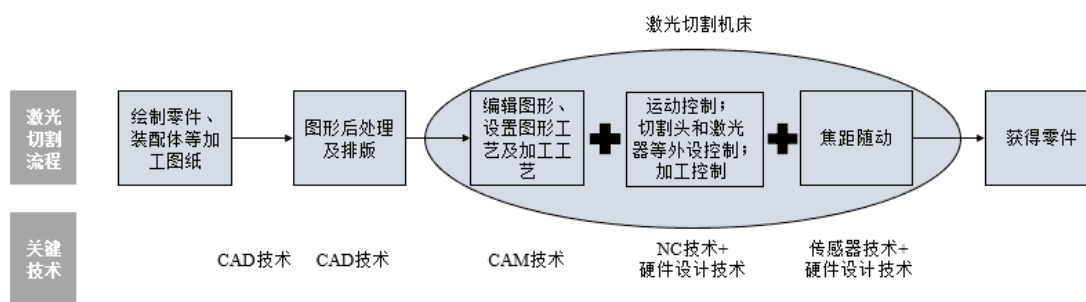 激光切割机床
激光
切割
流程
绘制零件、
装配体等加
工图纸
图形后处理
及排版
编辑图形、
设置图形工
艺及加工工
艺
运动控制；
切割头和激光
器等外设控制；
加工控制
焦距随动
获得零件
关键
技术
CAD技术
CAD技术
CAM技术
NC技术+
硬件设计技术
传感器技术+
硬件设计技术